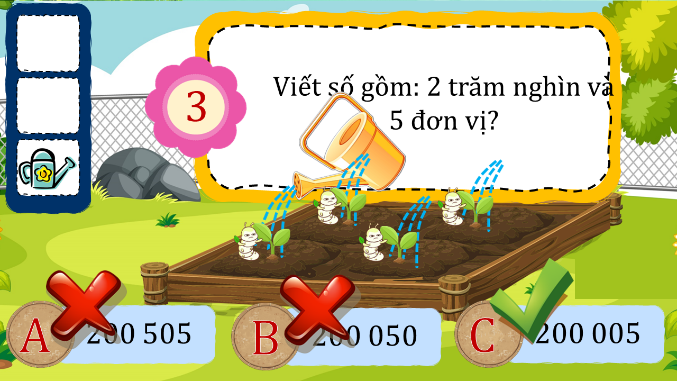 3
Viết số gồm: 2 trăm nghìn và
5 đơn vị?
A 200 505
B 200 050
C 200 005